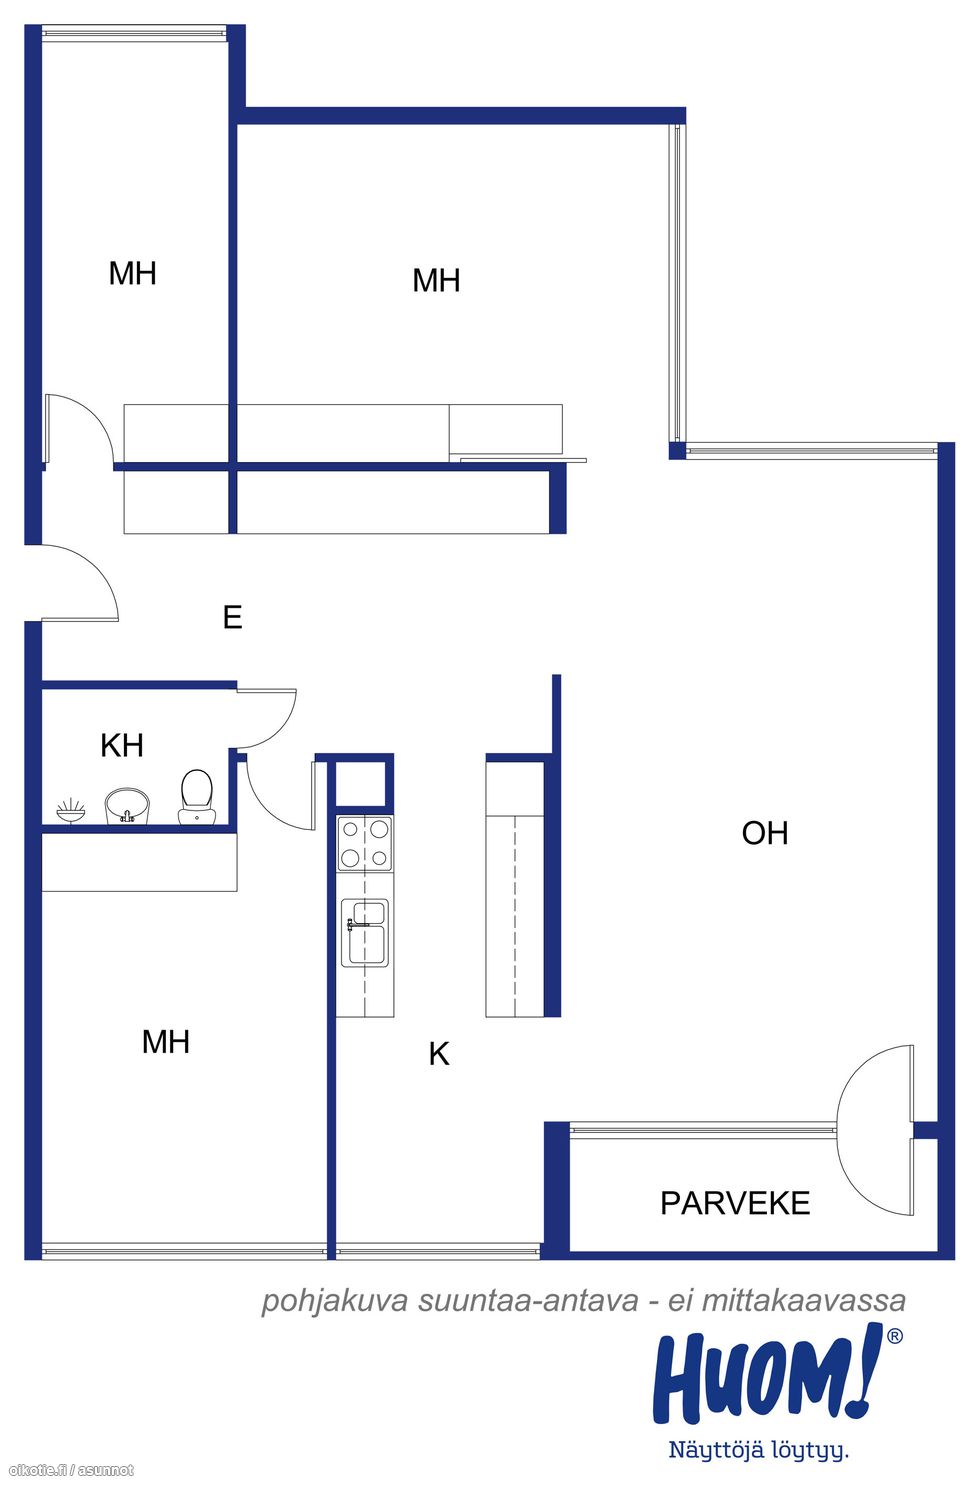 MH
MH
E
KH
OH
MH
K
PARVEKE
pohjakuva suuntaa-antava - ei mittakaavassa
HUOM!®
Näyttöjä löytyy.
oikotie.fi / asunnot